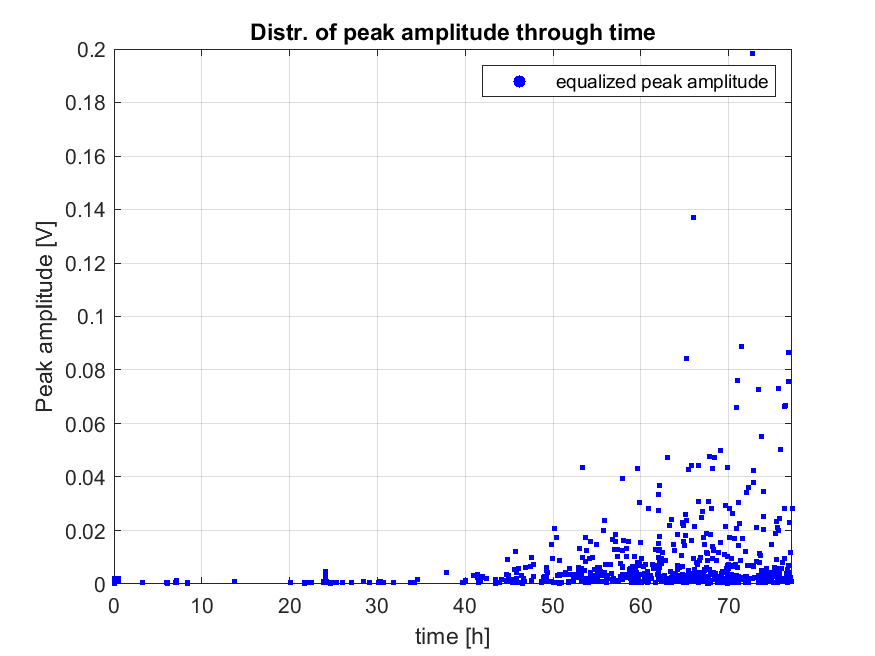 Distr. of peak amplitude through time
equalized peak amplitude
Peak amplitude [V]
0.2
0.18
0.16
0.14
0.12
0.1
0.08
0.06
0.04
0.02
0
0 10 20 30 40 50 60 70
time [h]